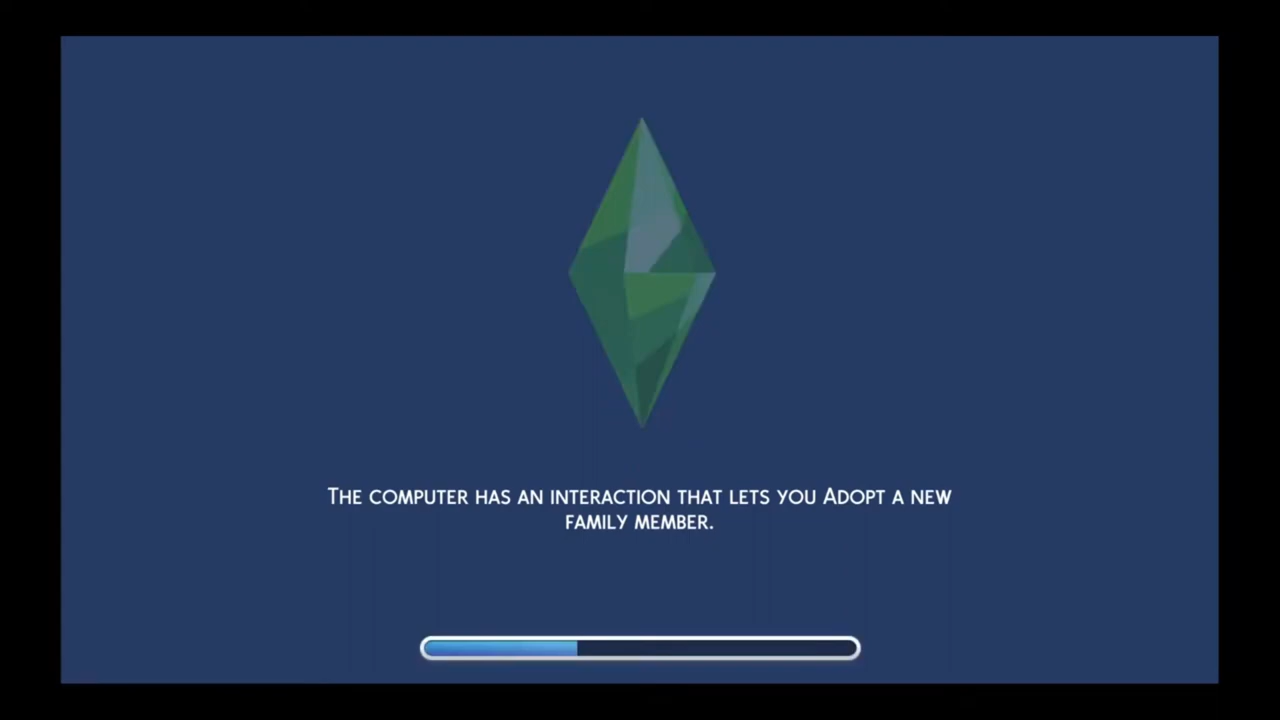 The computer has an interaction that lets you Adopt a new
family member.